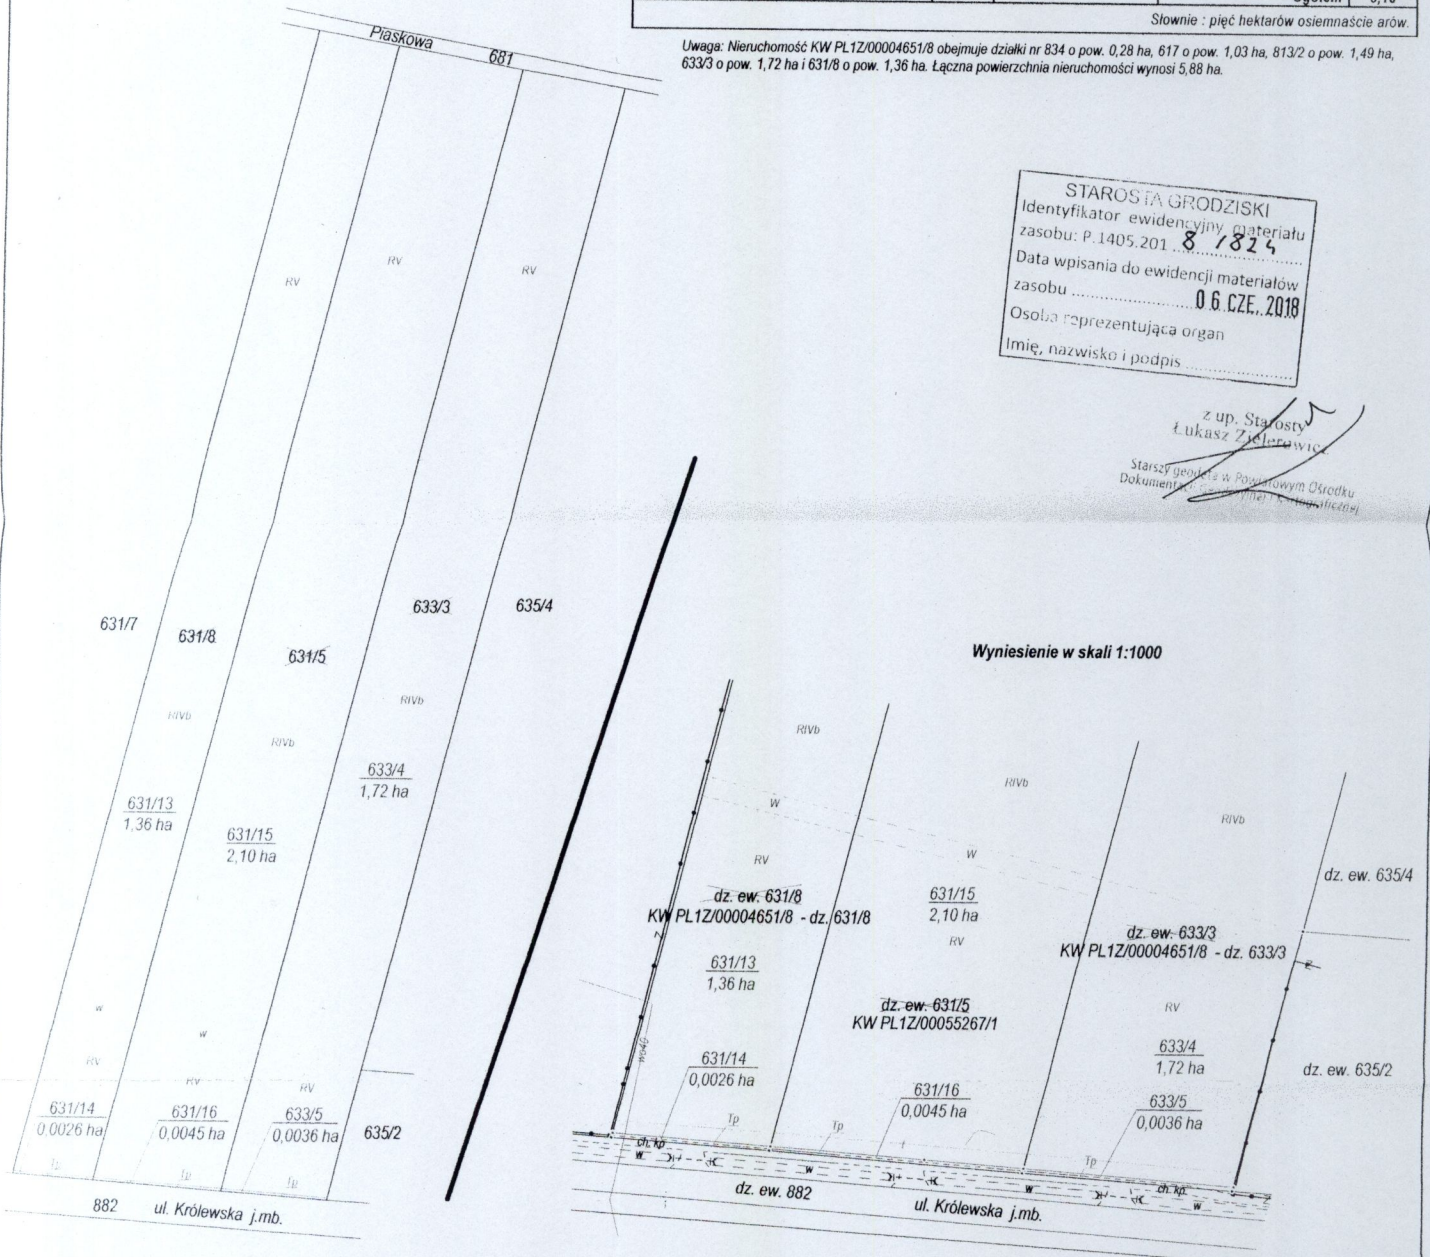 Słownie : pięć hektarów osiemnaście arów.
Uwaga: Nieruchomość KW PL1Z/00004651/8 obejmuje działki nr 834 o pow. 0,28 ha, 617 o pow. 1,03 ha, 813/2 o pow. 1,49 ha,
633/3 o pow. 1,72 ha i 631/8 o pow. 1,36 ha. Łączna powierzchnia nieruchomości wynosi 5,88 ha.
Piaskowa
681
STAROSTA GRODZISKI
Identyfikator ewidencyjny materiału
zasobu: P.1405.201 8 /824
Data wpisania do ewidencji materiałów
zasobu 06 CZE. 2018
Osoba reprezentująca organ
Imię, nazwisko i podpis
z up. Starosty
Łukasz
Starszy geodeta w Powiatowym Ośrodku
RV
RV
RV
631/7
631/8
631/5
633/3
635/4
RIVb
RIVb
RIVb
631/13
1,36 ha
631/15
2,10 ha
633/4
1,72 ha
w
w
RV
RV
RV
631/14
0,0026 ha
631/16
0,0045 ha
633/5
0,0036 ha
635/2
Tp
Tp
Tp
882
ul. Królewska j.mb.
Wyniesienie w skali 1:1000
RIVb
RIVb
RIVb
W
W
RV
dz. ew. 631/8
KW PL1Z/00004651/8 - dz. 631/8
631/13
1,36 ha
631/15
2,10 ha
RV
dz. ew. 631/5
KW PL1Z/00055267/1
dz. ew. 635/4
dz. ew. 633/3
KW PL1Z/00004651/8 - dz. 633/3
RV
633/4
1,72 ha
dz. ew. 635/2
wo40
631/14
0,0026 ha
631/16
0,0045 ha
633/5
0,0036 ha
Tp
Tp
Tp
ch. kp.
w
w
w
ch. kp.
w
dz. ew. 882
ul. Królewska j.mb.